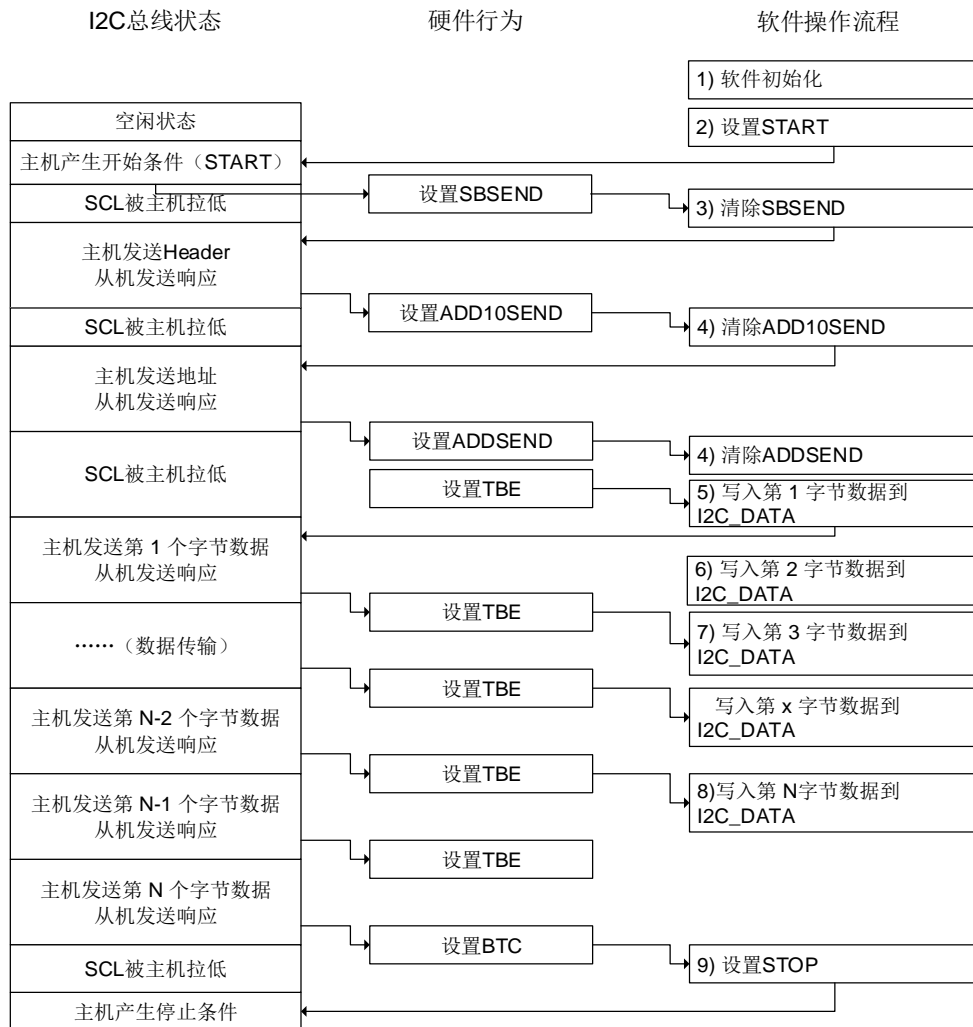 I2C总线状态
硬件行为
软件操作流程
1) 软件初始化
空闲状态
2) 设置START
主机产生开始条件（START）
SCL被主机拉低
设置SBSEND
3) 清除SBSEND
主机发送Header
从机发送响应
设置ADD10SEND
SCL被主机拉低
4) 清除ADD10SEND
主机发送地址
从机发送响应
设置ADDSEND
4) 清除ADDSEND
SCL被主机拉低
设置TBE
5) 写入第 1 字节数据到
I2C_DATA
主机发送第 1 个字节数据
从机发送响应
6) 写入第 2 字节数据到
I2C_DATA
设置TBE
7) 写入第 3 字节数据到
I2C_DATA
……（数据传输）
设置TBE
写入第 x 字节数据到
I2C_DATA
主机发送第 N-2 个字节数据
从机发送响应
设置TBE
8)写入第 N字节数据到
I2C_DATA
主机发送第 N-1 个字节数据
从机发送响应
设置TBE
主机发送第 N 个字节数据
从机发送响应
设置BTC
SCL被主机拉低
9) 设置STOP
主机产生停止条件